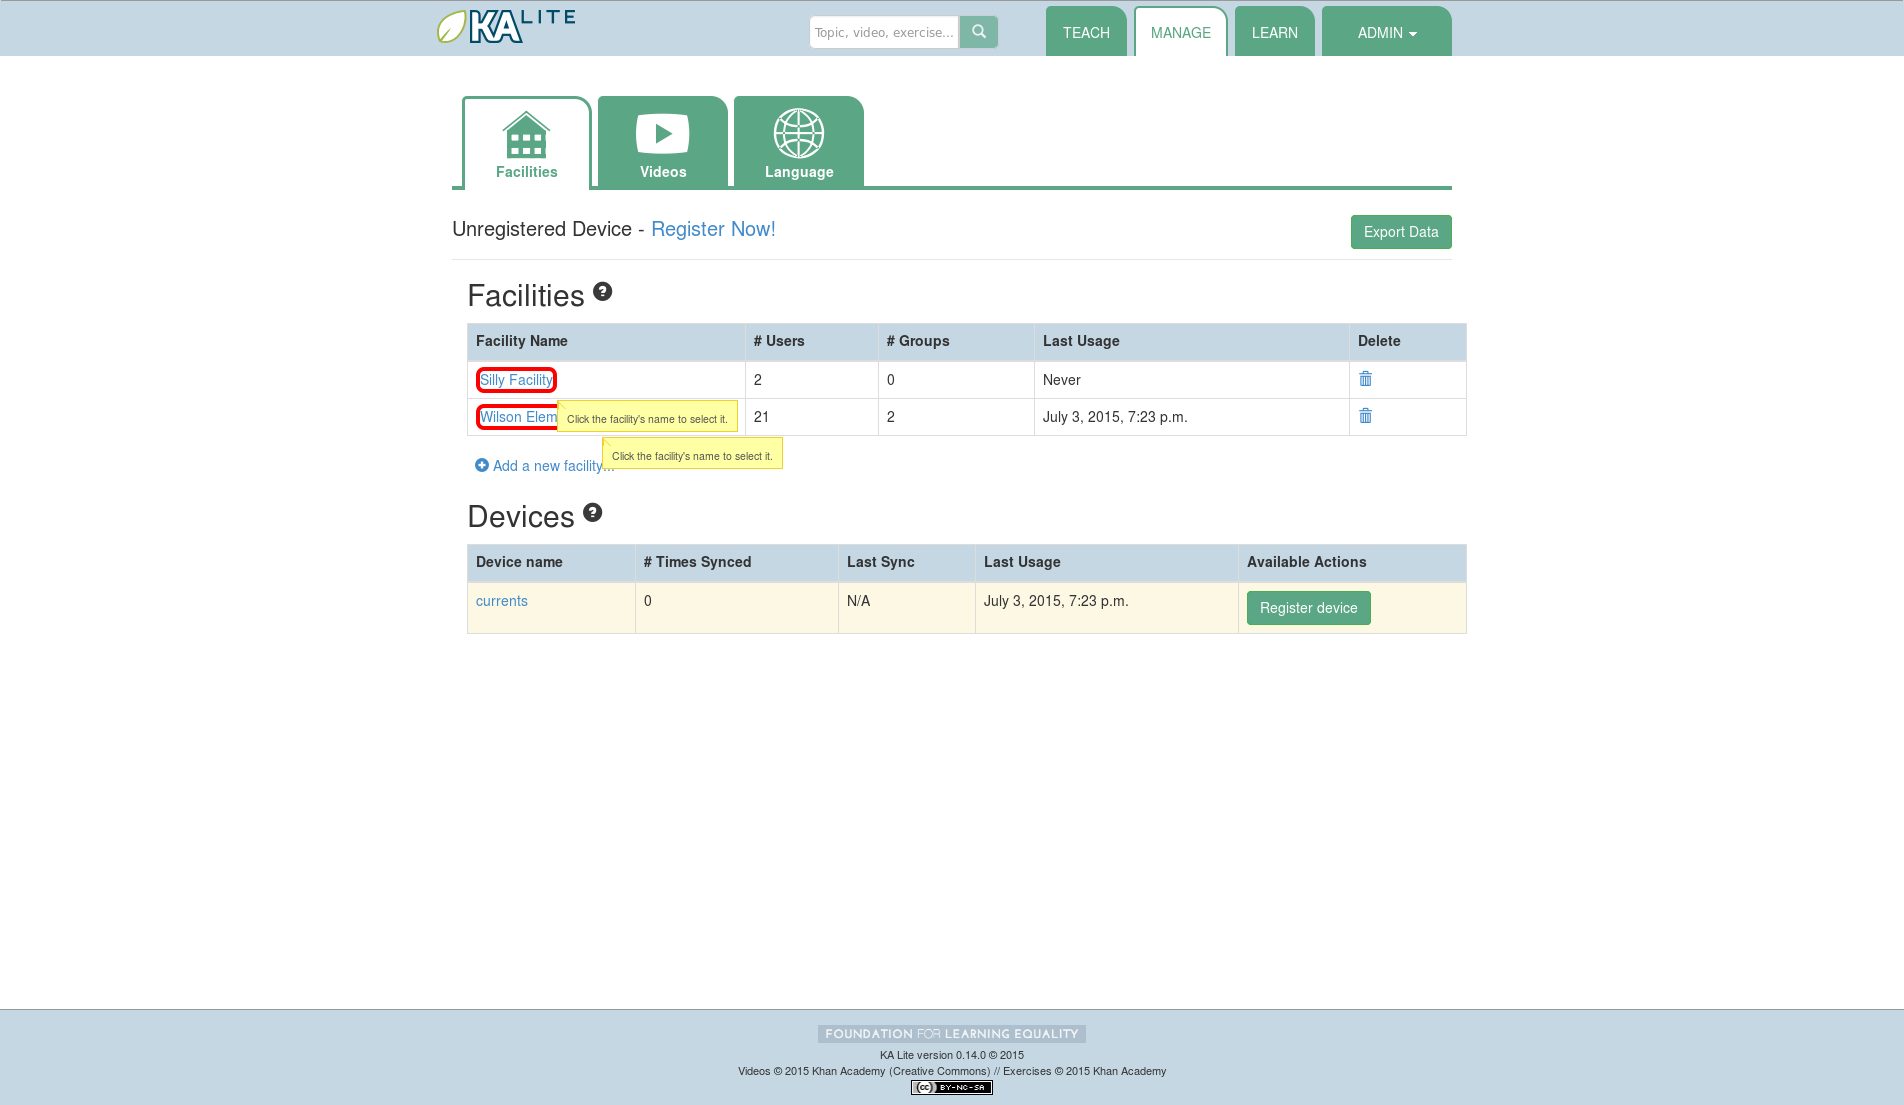 KA LITE
Topic, video, exercise...
TEACH
MANAGE
LEARN
ADMIN
Facilities
Videos
Language
Unregistered Device - Register Now!
Export Data
Facilities
Facility Name # Users # Groups Last Usage Delete
Silly Facility 2 0 Never
Wilson Elem 21 2 July 3, 2015, 7:23 p.m.
Click the facility's name to select it.
Click the facility's name to select it.
Add a new facility...
Devices
Device name # Times Synced Last Sync Last Usage Available Actions
currents 0 N/A July 3, 2015, 7:23 p.m. Register device
FOUNDATION FOR LEARNING EQUALITY
KA Lite version 0.14.0 © 2015
Videos © 2015 Khan Academy (Creative Commons) // Exercises © 2015 Khan Academy
cc BY-NC-SA